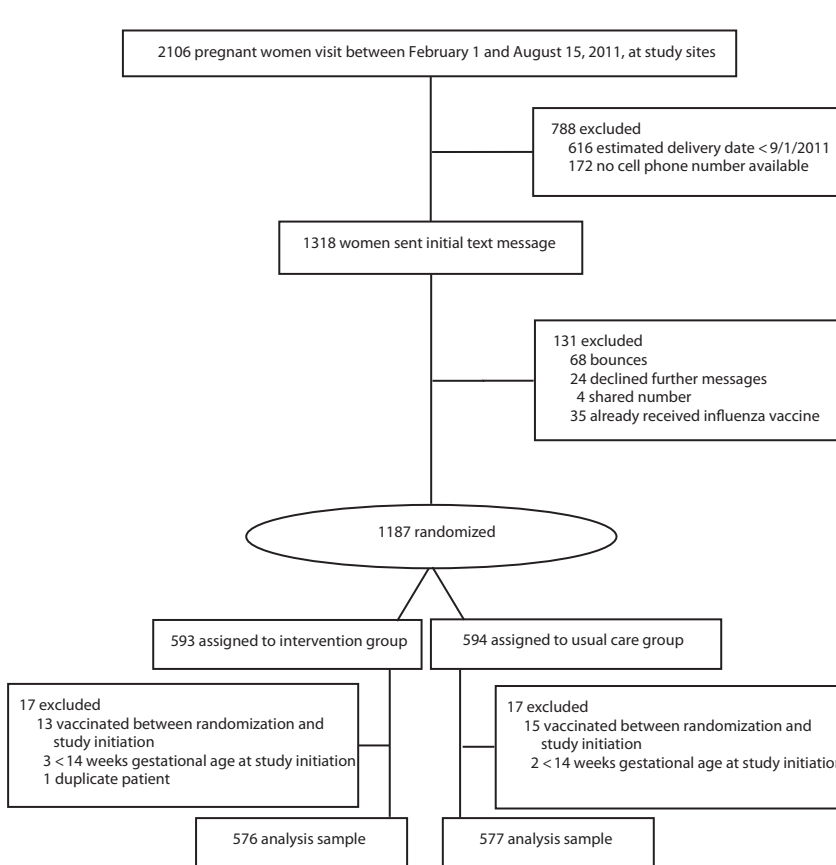 2106 pregnant women visit between February 1 and August 15, 2011, at study sites
788 excluded
616 estimated delivery date < 9/1/2011
172 no cell phone number available
1318 women sent initial text message
131 excluded
68 bounces
24 declined further messages
4 shared number
35 already received influenza vaccine
1187 randomized
593 assigned to intervention group
594 assigned to usual care group
17 excluded
13 vaccinated between randomization and
study initiation
3 < 14 weeks gestational age at study initiation
1 duplicate patient
17 excluded
15 vaccinated between randomization and
study initiation
2 < 14 weeks gestational age at study initiation
576 analysis sample
577 analysis sample